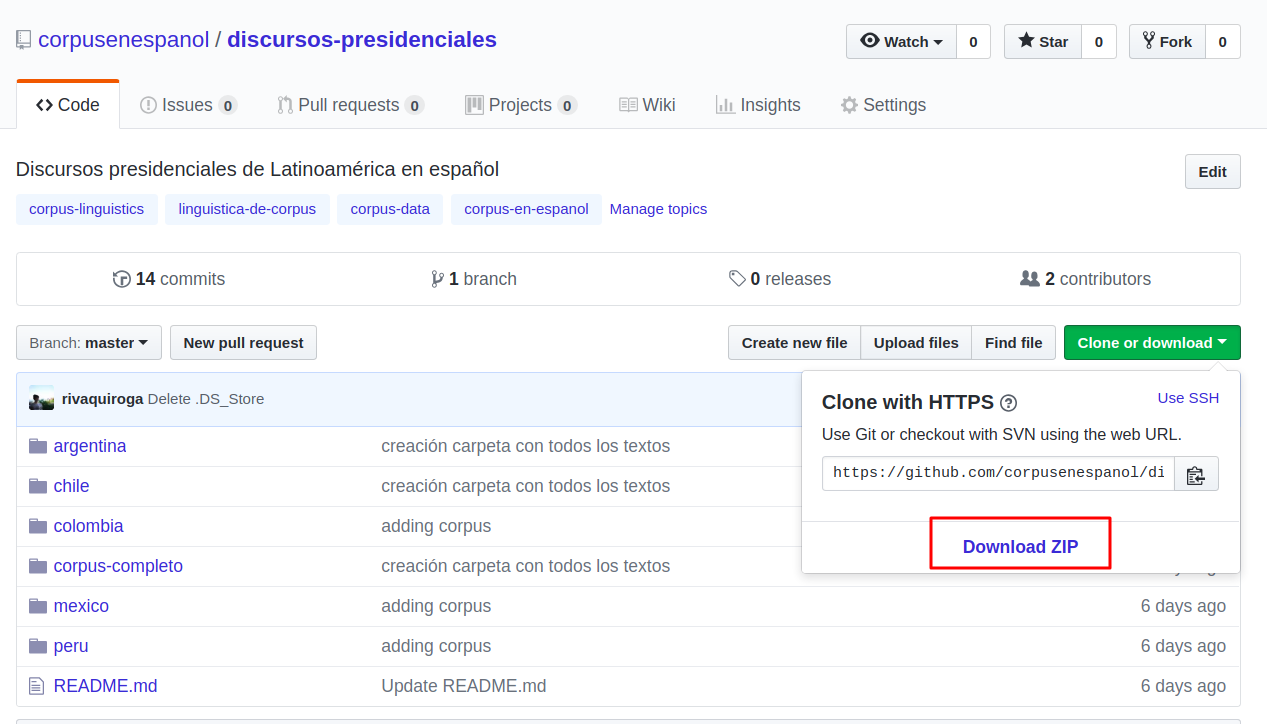 corpusenespanol / discursos-presidenciales
Watch 0 Star 0 Fork 0
Code Issues 0 Pull requests 0 Projects 0 Wiki Insights Settings
Discursos presidenciales de Latinoamérica en español
Edit
corpus-linguistics linguistica-de-corpus corpus-data corpus-en-espanol Manage topics
14 commits 1 branch 0 releases 2 contributors
Branch: master New pull request Create new file Upload files Find file Clone or download
rivaquiroga Delete .DS_Store
Clone with HTTPS ? Use SSH
Use Git or checkout with SVN using the web URL.
https://github.com/corpusenespanol/di
Download ZIP
argentina creación carpeta con todos los textos
chile creación carpeta con todos los textos
colombia adding corpus
corpus-completo creación carpeta con todos los textos
mexico adding corpus 6 days ago
peru adding corpus 6 days ago
README.md Update README.md 6 days ago